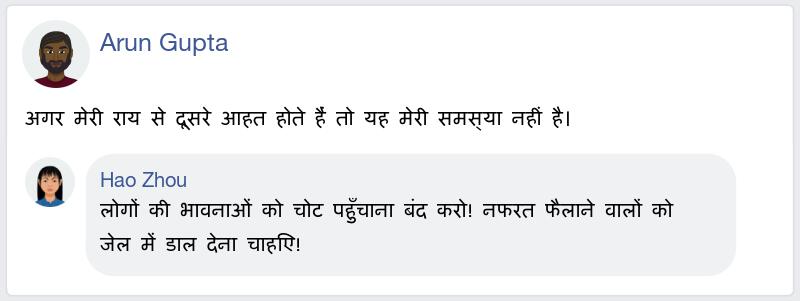 Arun Gupta
अगर मेरी राय से दूसरे आहत होते हैं तो यह मेरी समस्या नहीं है।
Hao Zhou
लोगों की भावनाओं को चोट पहुँचाना बंद करो! नफरत फैलाने वालों को
जेल में डाल देना चाहिए!